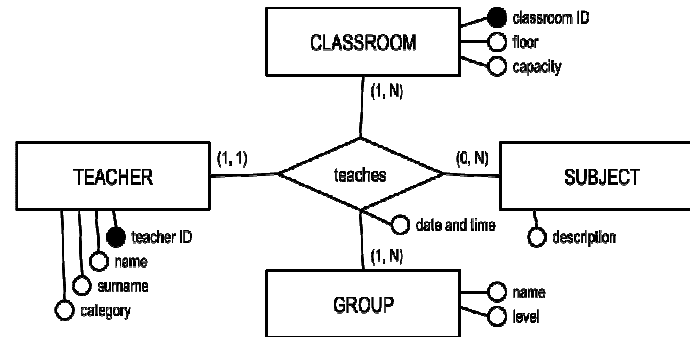 CLASSROOM
classroom ID
floor
capacity
(1, N)
TEACHER
(1, 1)
teaches
(0, N)
SUBJECT
date and time
description
teacher ID
name
surname
category
(1, N)
GROUP
name
level